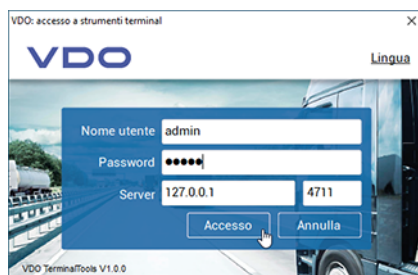 VDO: accesso a strumenti terminal
VDO
Lingua
Nome utente admin
Password •••••
Server 127.0.0.1 4711
Accesso Annulla
VDO TerminalTools V1.0.0